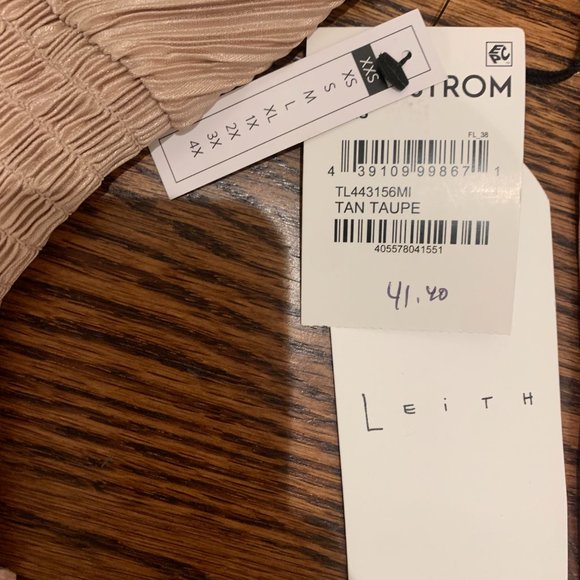 XXS
XS
S
M
L
XL
1X
2X
3X
4X
STROM
FL_38
4 39109 99867 1
TL443156MI
TAN TAUPE
405578041551
41.40
LEiTH